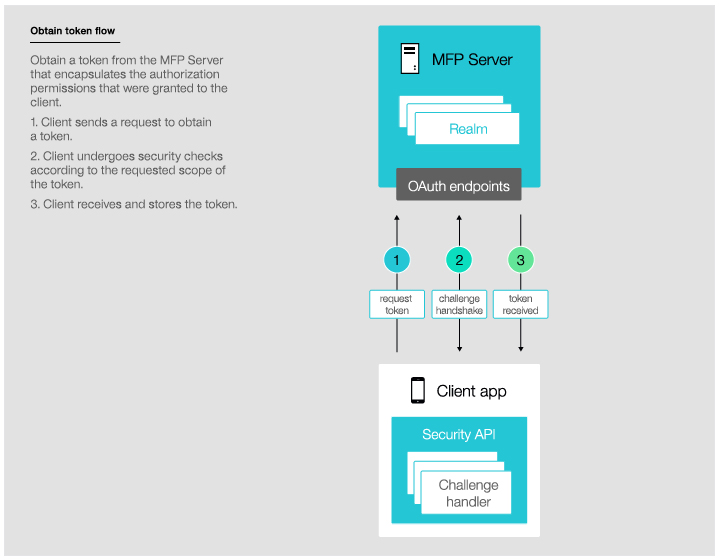 Obtain token flow
Obtain a token from the MFP Server
that encapsulates the authorization
permissions that were granted to the
client.
1. Client sends a request to obtain
a token.
2. Client undergoes security checks
according to the requested scope of
the token.
3. Client receives and stores the token.
MFP Server
Realm
OAuth endpoints
1
2
3
request
token
challenge
handshake
token
received
Client app
Security API
Challenge
handler